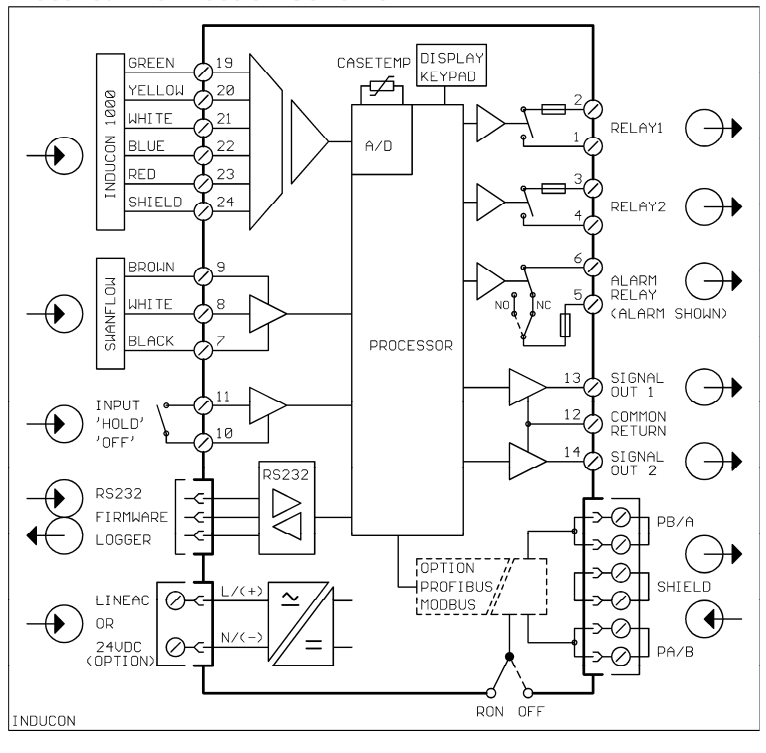 INDUCON 1000
GREEN 19
YELLOW 20
WHITE 21
BLUE 22
RED 23
SHIELD 24
CASETEMP
DISPLAY
KEYPAD
A/D
PROCESSOR
2
1
RELAY1
3
4
RELAY2
6
5
NO
NC
ALARM
RELAY
(ALARM SHOWN)
SWANFLOW
BROWN 9
WHITE 8
BLACK 7
INPUT
'HOLD'
'OFF'
11
10
13
SIGNAL
OUT 1
12
COMMON
RETURN
14
SIGNAL
OUT 2
RS232
FIRMWARE
LOGGER
RS232
OPTION
PROFIBUS
MODBUS
PB/A
SHIELD
PA/B
LINEAC
OR
24VDC
(OPTION)
L/(+)
N/(-)
RON OFF
INDUCON